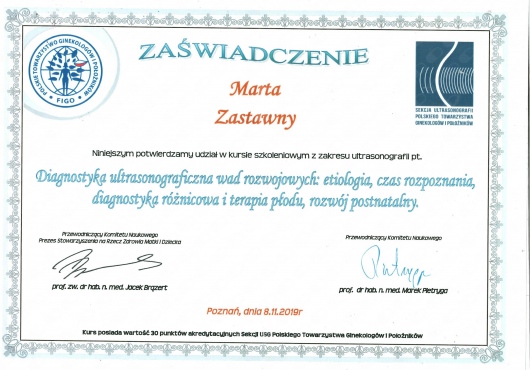 POLSKIE TOWARZYSTWO GINEKOLOGÓW I POŁOŻNIKÓW
FIGO
ZAŚWIADCZENIE
SEKCJA ULTRASONOGRAFII
POLSKIEGO TOWARZYSTWA
GINEKOLOGÓW I POŁOŻNIKÓW
Marta
Zastawny
Niniejszym potwierdzamy udział w kursie szkoleniowym z zakresu ultrasonografii pt.
Diagnostyka ultrasonograficzna wad rozwojowych: etiologia, czas rozpoznania,
diagnostyka różnicowa i terapia płodu, rozwój postnatalny.
Przewodniczący Komitetu Naukowego
Prezes Stowarzyszenia na Rzecz Zdrowia Matki i Dziecka
prof. zw. dr hab. n. med. Jacek Brązert
Przewodniczący Komitetu Naukowego
Pietryga
prof. dr hab. n. med. Marek Pietryga
Poznań, dnia 8.11.2019r
Kurs posiada wartość 30 punktów akredytacyjnych Sekcji USG Polskiego Towarzystwa Ginekologów i Położników